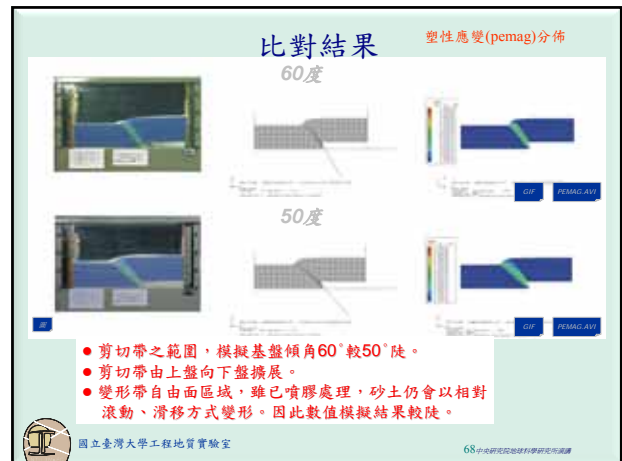 比對結果
塑性應變(pemag)分佈
60度
GIF
PEMAG.AVI
50度
GIF
PEMAG.AVI
● 剪切帶之範圍，模擬基盤傾角60°較50°陡。
● 剪切帶由上盤向下盤擴展。
● 變形帶自由面區域，雖已噴膠處理，砂土仍會以相對
滾動、滑移方式變形。因此數值模擬結果較陡。
國立臺灣大學工程地質實驗室
68中央研究院地球科學研究所演講